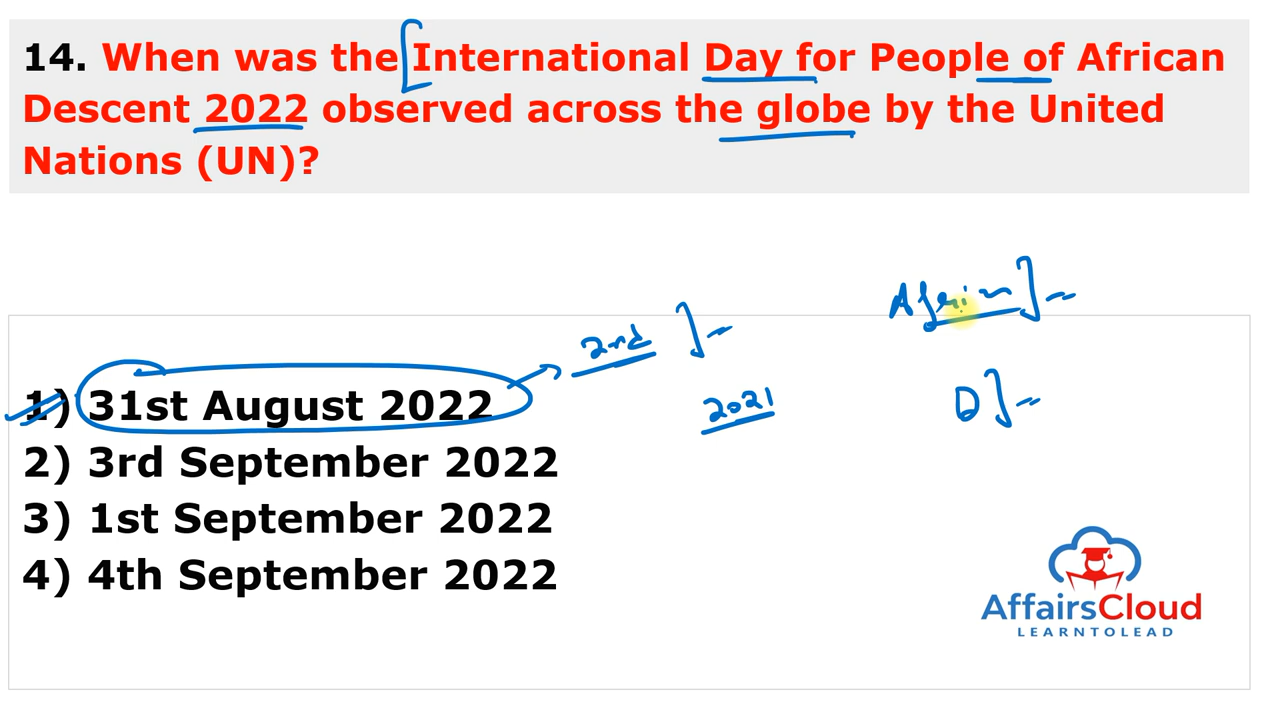 14. When was the International Day for People of African
Descent 2022 observed across the globe by the United
Nations (UN)?
2nd
2021
D
1) 31st August 2022
2) 3rd September 2022
3) 1st September 2022
4) 4th September 2022
AffairsCloud
LEARNTOLEAD